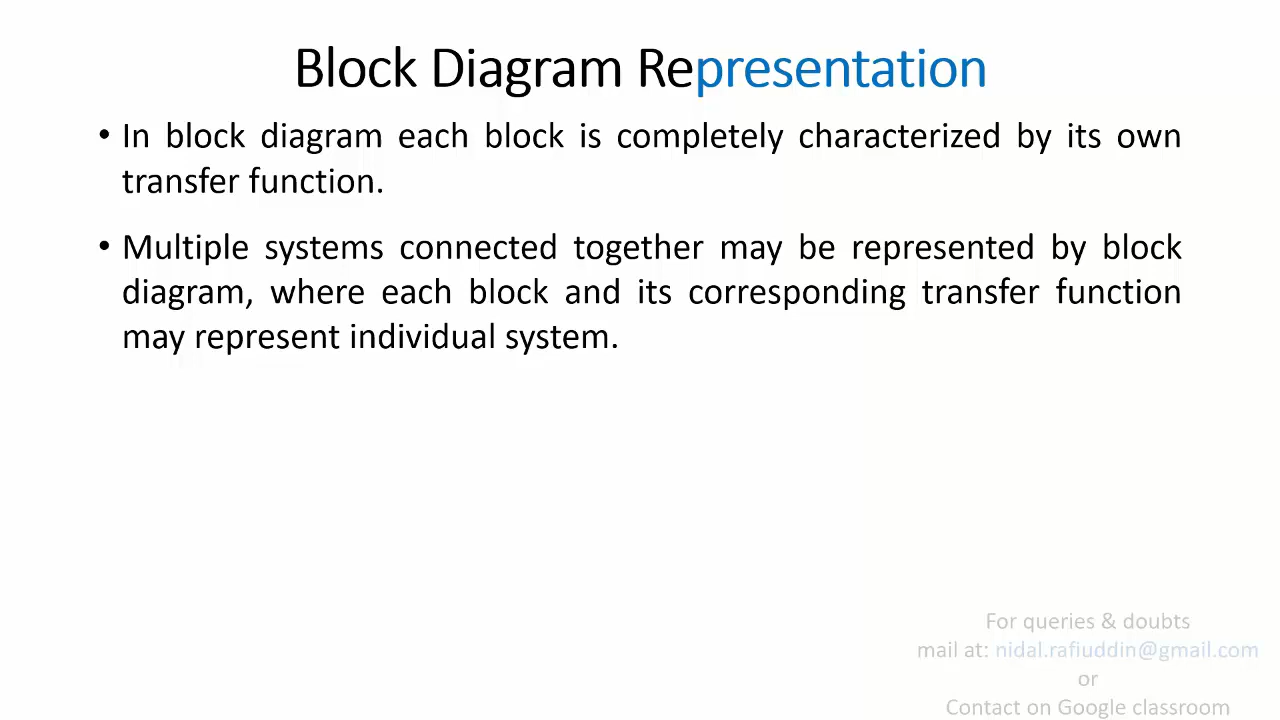 Block Diagram Representation
• In block diagram each block is completely characterized by its own
transfer function.
• Multiple systems connected together may be represented by block
diagram, where each block and its corresponding transfer function
may represent individual system.
For queries & doubts
mail at: nidal.rafiuddin@gmail.com
or
Contact on Google classroom